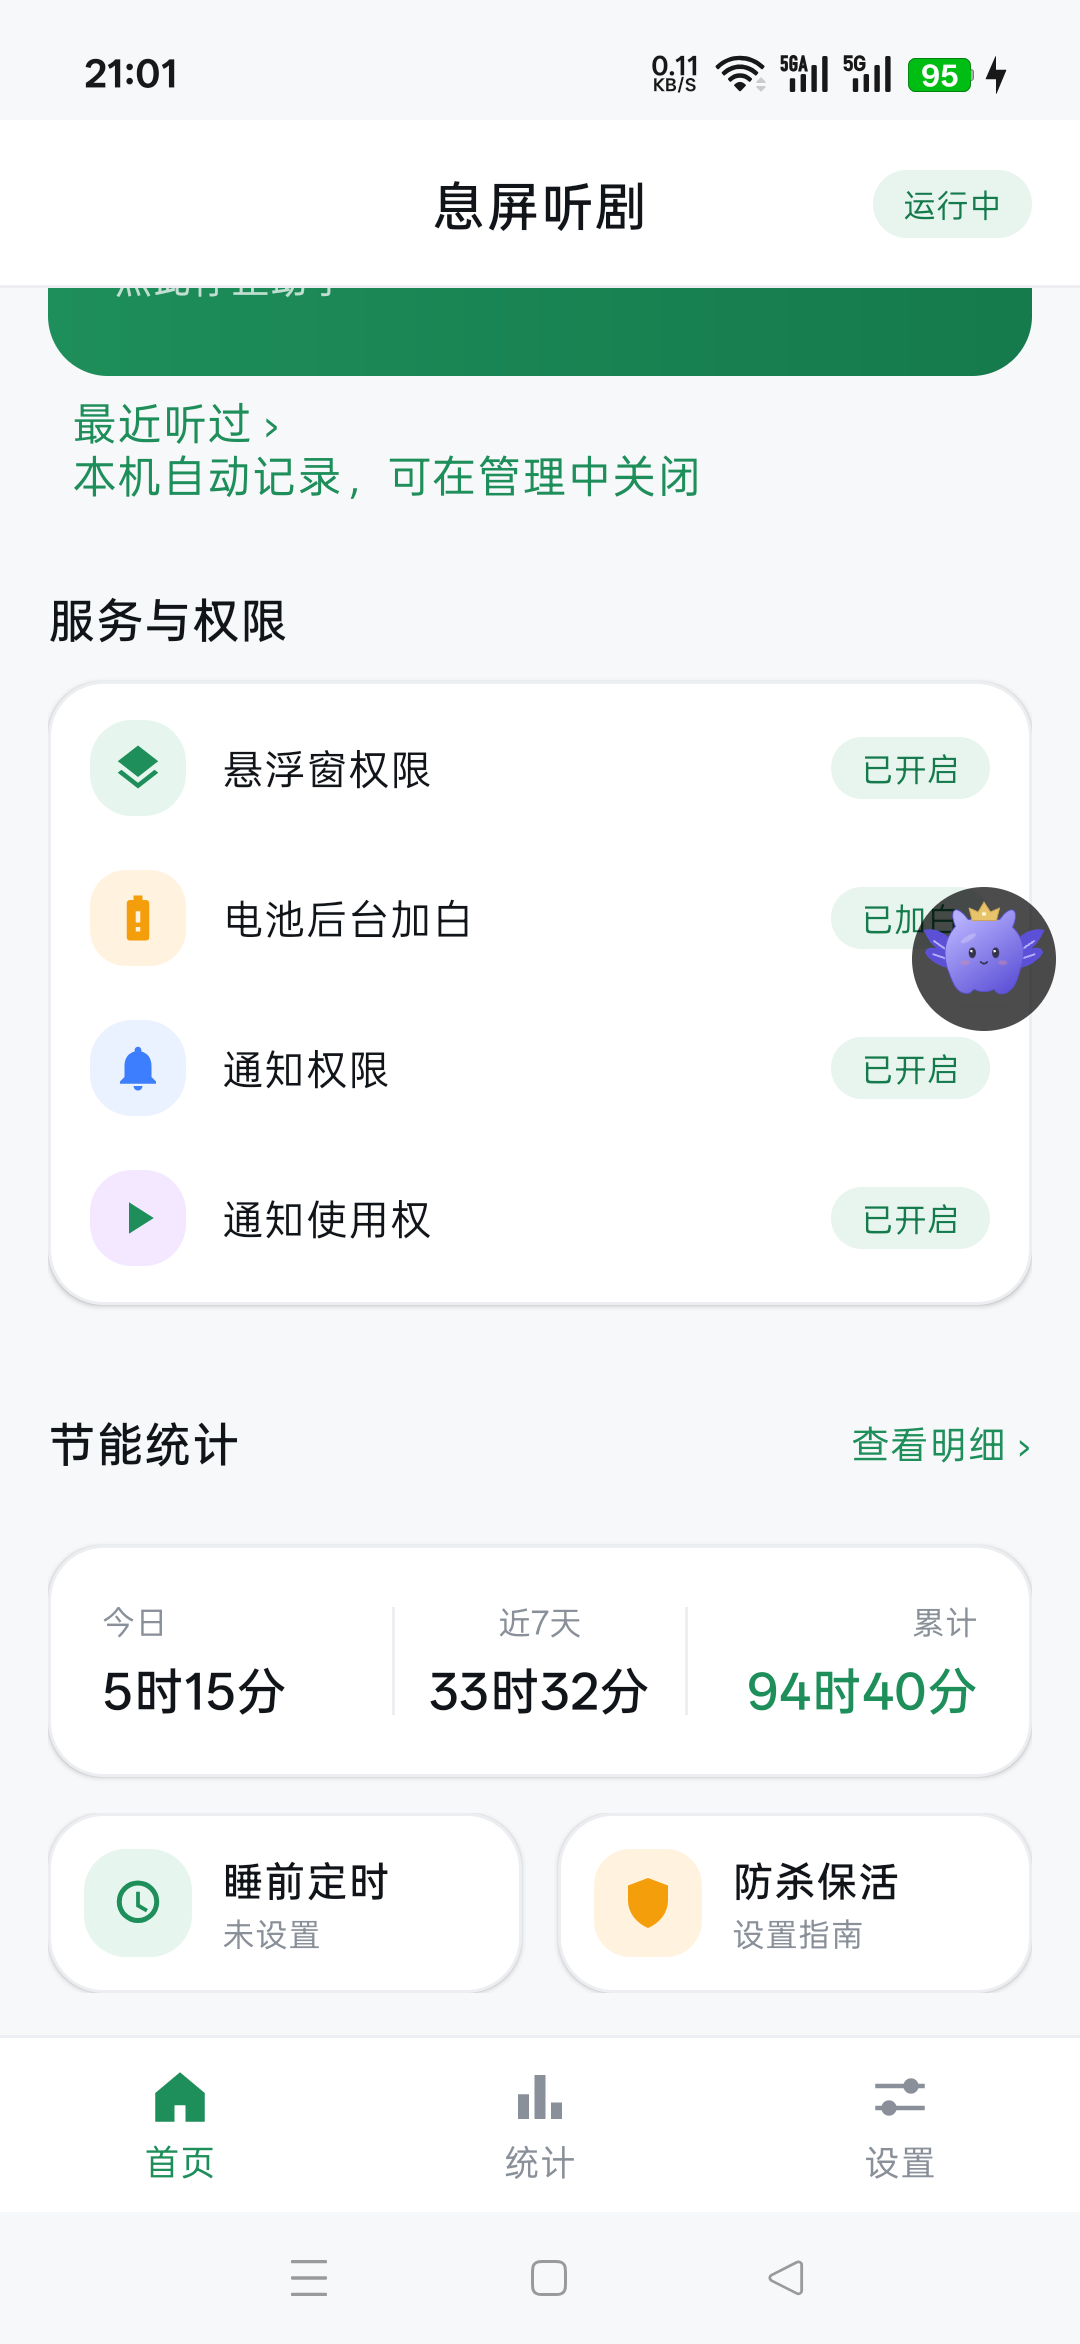 21:01
0.11
KB/S
5GA
5G
95
息屏听剧
运行中
最近听过 ›
本机自动记录，可在管理中关闭
服务与权限
悬浮窗权限
已开启
电池后台加白
已加白
通知权限
已开启
通知使用权
已开启
节能统计
查看明细 ›
今日
近7天
累计
5时15分
33时32分
94时40分
睡前定时
未设置
防杀保活
设置指南
首页
统计
设置